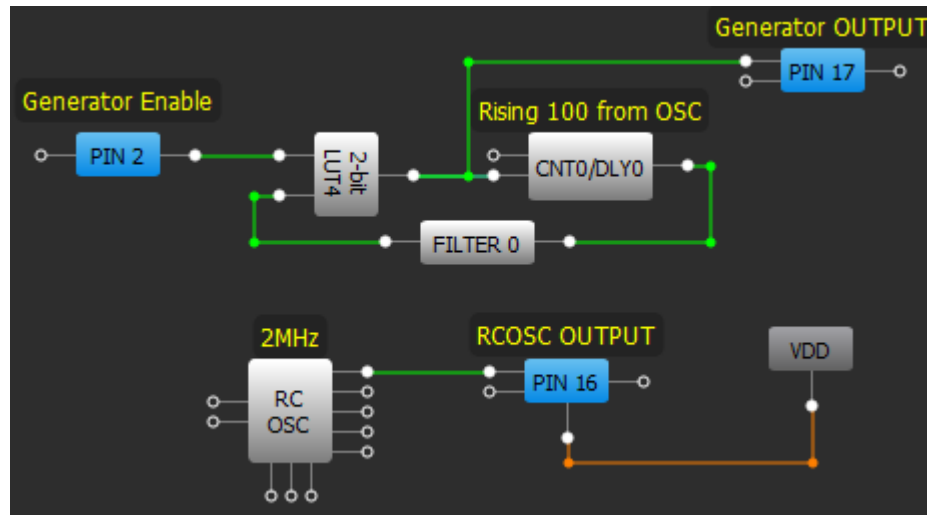 Generator OUTPUT
PIN 17
Generator Enable
PIN 2
2-bit
LUT4
Rising 100 from OSC
CNT0/DLY0
FILTER 0
2MHz
RC
OSC
RCOSC OUTPUT
PIN 16
VDD